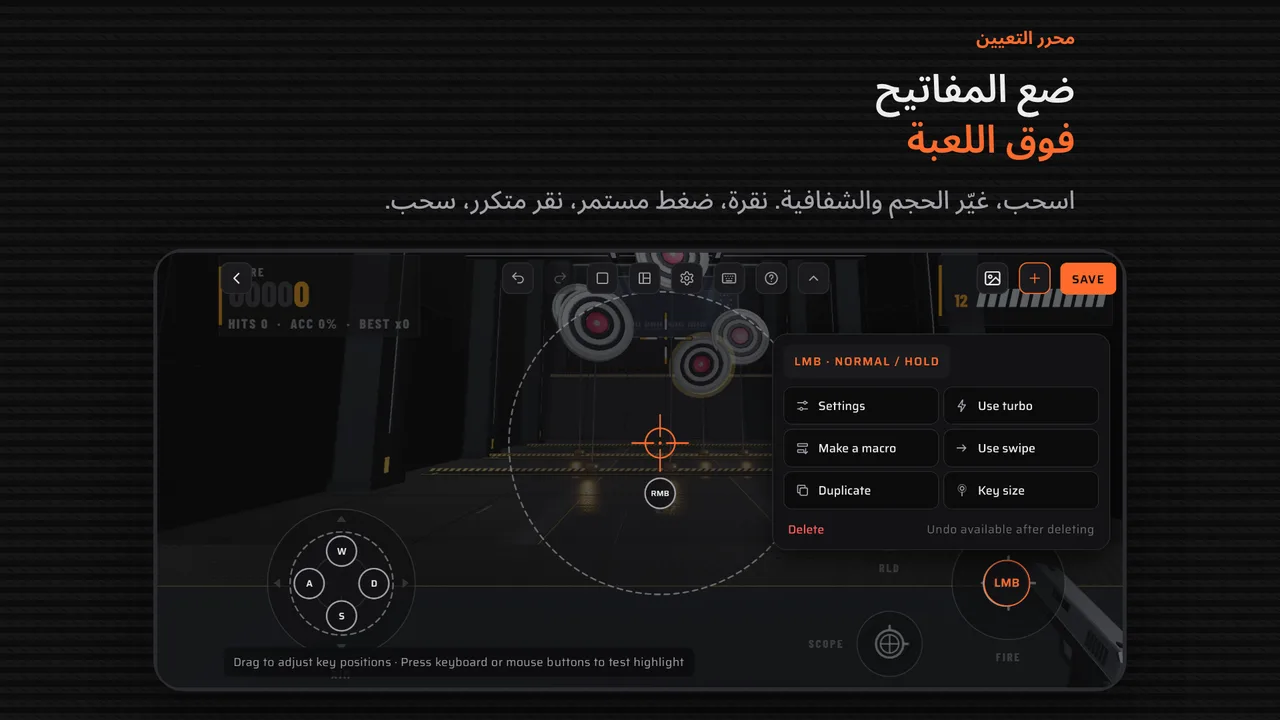 محرر التعيين
ضع المفاتيح
فوق اللعبة
اسحب، غيّر الحجم والشفافية. نقرة، ضغط مستمر، نقر متكرر، سحب.
SAVE
00000
12
HITS 0 · ACC 0% · BEST x0
LMB · NORMAL / HOLD
Settings
Use turbo
Make a macro
Use swipe
Duplicate
Key size
Delete
Undo available after deleting
RMB
W
A
D
S
RLD
LMB
SCOPE
FIRE
Drag to adjust key positions · Press keyboard or mouse buttons to test highlight